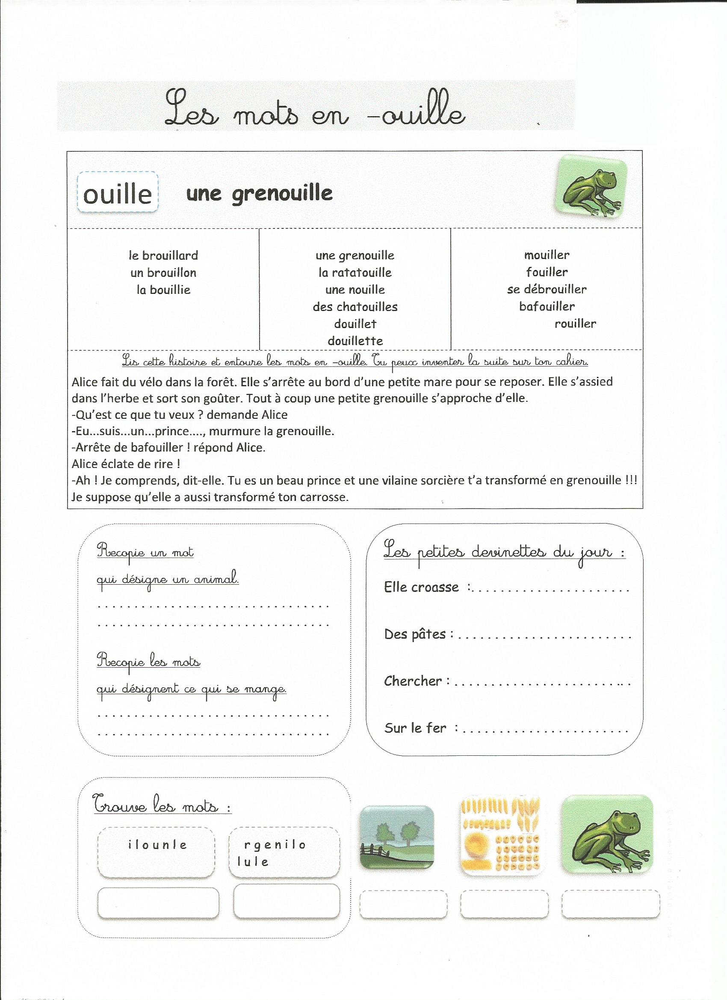 Les mots en -ouille
ouille une grenouille
le brouillard
un brouillon
la bouillie
une grenouille
la ratatouille
une nouille
des chatouilles
douillet
douillette
mouiller
fouiller
se débrouiller
bafouiller
rouiller
Lis cette histoire et entoure les mots en -ouille. Tu peux inventer la suite sur ton cahier.
Alice fait du vélo dans la forêt. Elle s'arrête au bord d'une petite mare pour se reposer. Elle s'assied
dans l'herbe et sort son goûter. Tout à coup une petite grenouille s'approche d'elle.
-Qu'est ce que tu veux ? demande Alice
-Eu...suis...un...prince...., murmure la grenouille.
-Arrête de bafouiller ! répond Alice.
Alice éclate de rire !
-Ah ! Je comprends, dit-elle. Tu es un beau prince et une vilaine sorcière t'a transformé en grenouille !!!
Je suppose qu'elle a aussi transformé ton carrosse.
Recopie un mot
qui désigne un animal.
Recopie les mots
qui désignent ce qui se mange.
Les petites devinettes du jour :
Elle croasse :......................
Des pâtes :........................
Chercher :.........................
Sur le fer :.......................
Trouve les mots :
i l o u n l e
r g e n i l o
l u l e